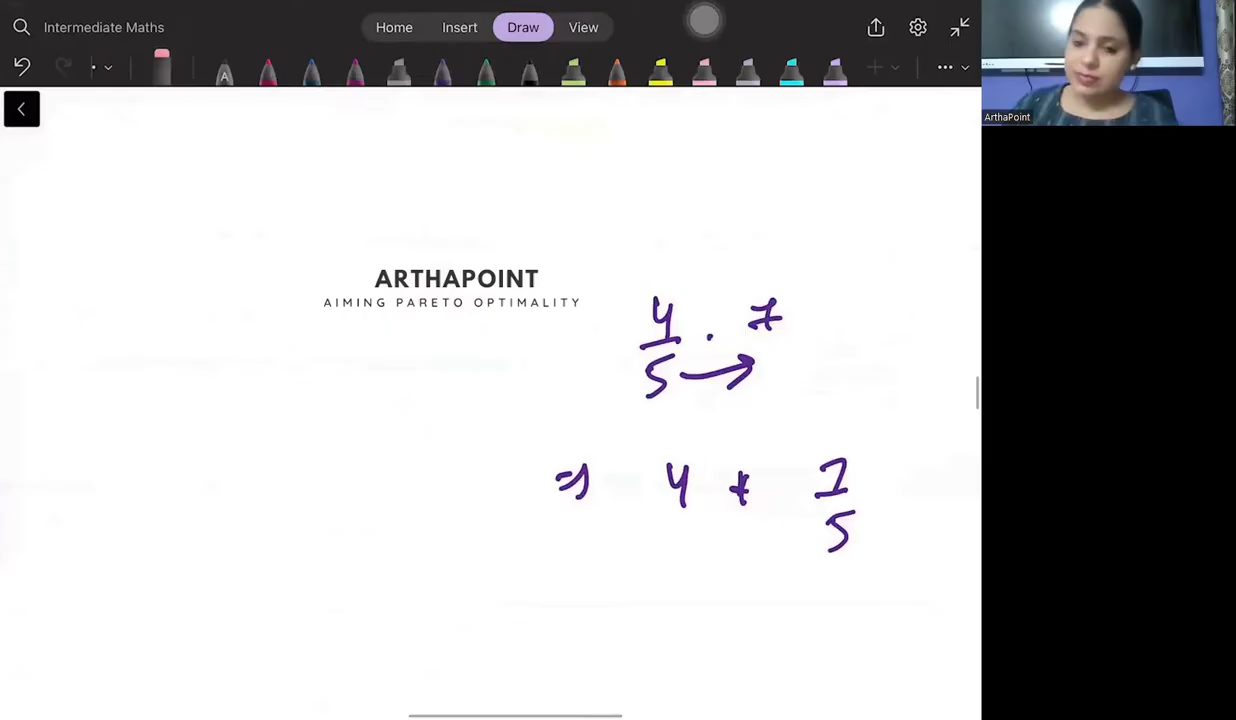 Intermediate Maths
Home Insert Draw View
A
ArthaPoint
ARTHAPOINT
AIMING PARETO OPTIMALITY
4/5 . 7
⇒ 4 * 7/5